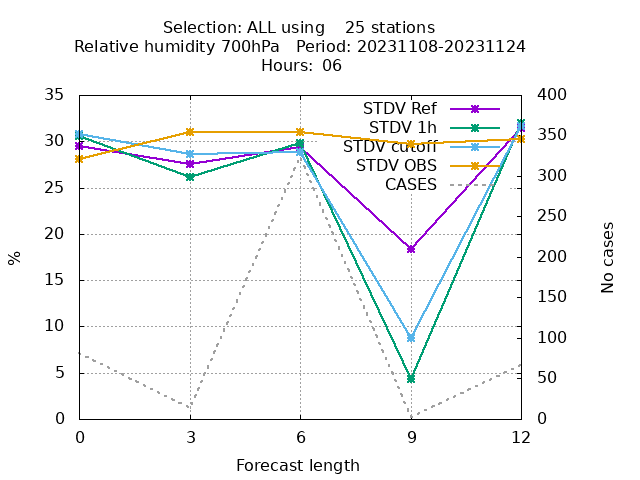 Selection: ALL using    25 stations
Relative humidity 700hPa   Period: 20231108-20231124
Hours: 06
35 400
STDV Ref
STDV 1h
350
30
STDV cutoff
STDV OBS
300
CASES
25
250
20
200
%
No cases
15
150
10
100
5
50
0 0
0 3 6 9 12
Forecast length